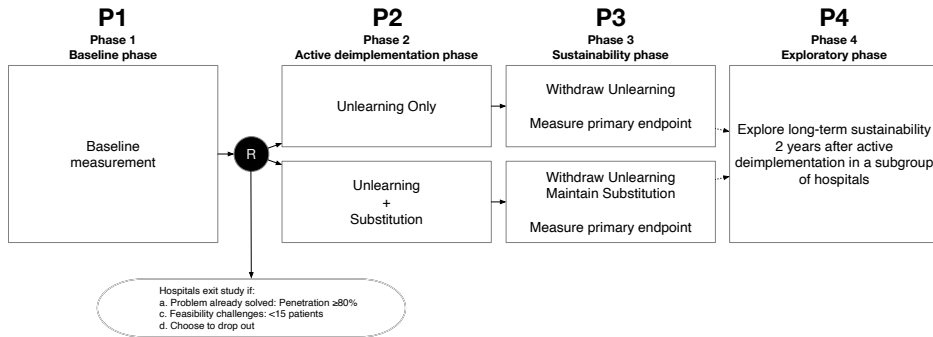 P1
Phase 1
Baseline phase
P2
Phase 2
Active deimplementation phase
P3
Phase 3
Sustainability phase
P4
Phase 4
Exploratory phase
Baseline
measurement
R
Unlearning Only
Unlearning
+
Substitution
Withdraw Unlearning
Measure primary endpoint
Withdraw Unlearning
Maintain Substitution
Measure primary endpoint
Explore long-term sustainability
2 years after active
deimplementation in a subgroup
of hospitals
Hospitals exit study if:
a. Problem already solved: Penetration ≥80%
c. Feasibility challenges: <15 patients
d. Choose to drop out